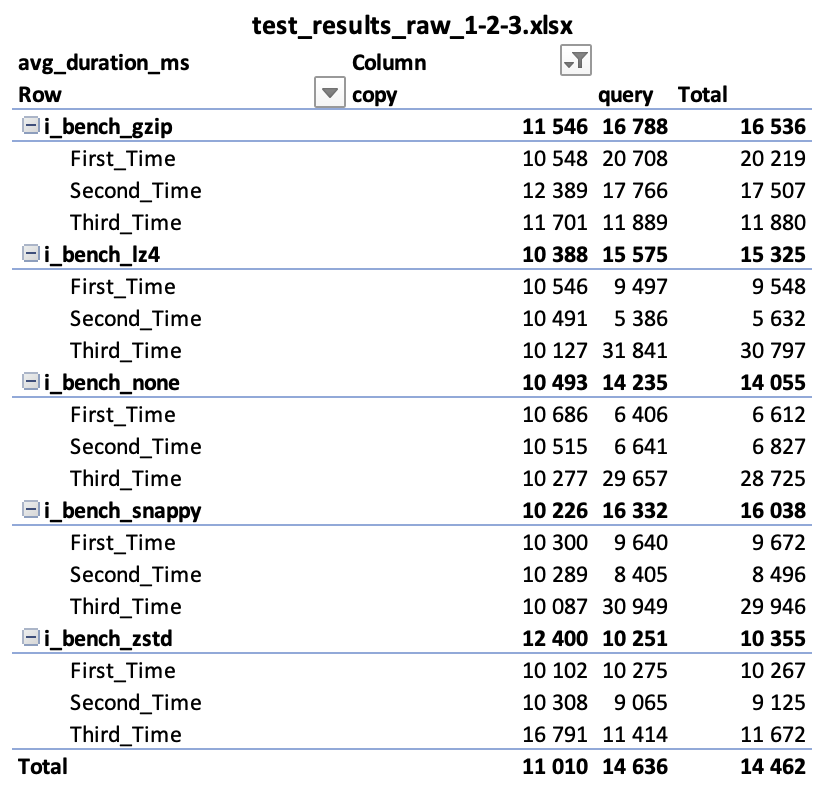 test_results_raw_1-2-3.xlsx
avg_duration_ms Column
Row copy query Total
i_bench_gzip 11 546 16 788 16 536
First_Time 10 548 20 708 20 219
Second_Time 12 389 17 766 17 507
Third_Time 11 701 11 889 11 880
i_bench_lz4 10 388 15 575 15 325
First_Time 10 546 9 497 9 548
Second_Time 10 491 5 386 5 632
Third_Time 10 127 31 841 30 797
i_bench_none 10 493 14 235 14 055
First_Time 10 686 6 406 6 612
Second_Time 10 515 6 641 6 827
Third_Time 10 277 29 657 28 725
i_bench_snappy 10 226 16 332 16 038
First_Time 10 300 9 640 9 672
Second_Time 10 289 8 405 8 496
Third_Time 10 087 30 949 29 946
i_bench_zstd 12 400 10 251 10 355
First_Time 10 102 10 275 10 267
Second_Time 10 308 9 065 9 125
Third_Time 16 791 11 414 11 672
Total 11 010 14 636 14 462